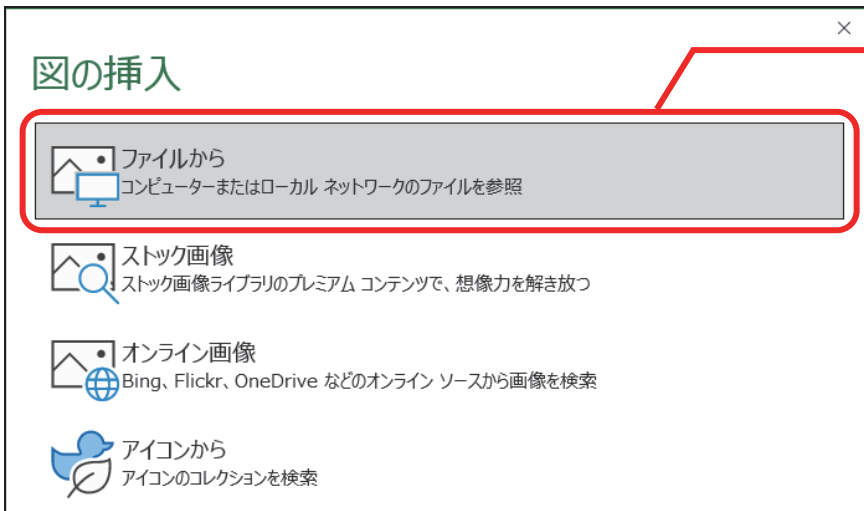 図の挿入
ファイルから
コンピューターまたはローカル ネットワークのファイルを参照
ストック画像
ストック画像ライブラリのプレミアム コンテンツで、想像力を解き放つ
オンライン画像
Bing、Flickr、OneDrive などのオンライン ソースから画像を検索
アイコンから
アイコンのコレクションを検索